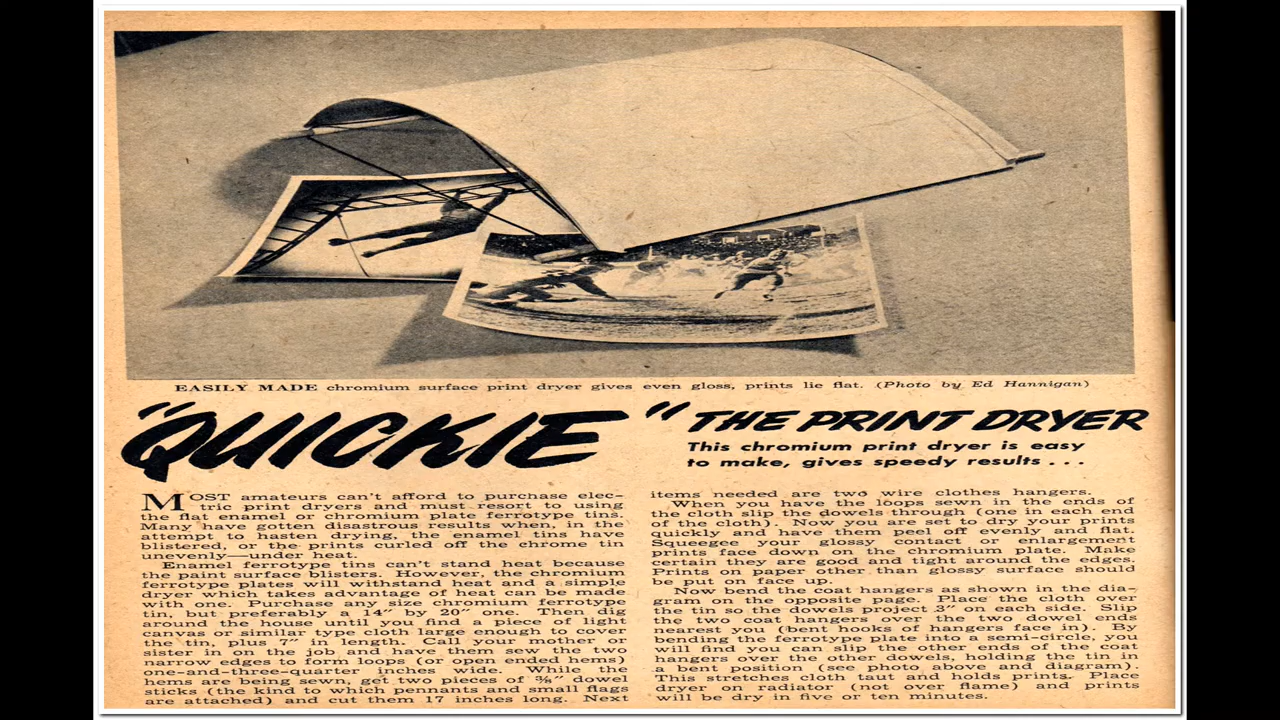 EASILY MADE chromium surface print dryer gives even gloss, prints lie flat. (Photo by Ed Hannigan)
"QUICKIE" THE PRINT DRYER
This chromium print dryer is easy
to make, gives speedy results . . .
MOST amateurs can't afford to purchase elec-
tric print dryers and must resort to using
the flat enamel or chromium plate ferrotype tins.
Many have gotten disastrous results when, in the
attempt to hasten drying, the enamel tins have
blistered, or the prints curled off the chrome tin
unevenly—under heat.
Enamel ferrotype tins can't stand heat because
the paint surface blisters. However, the chromium
ferrotype plates will withstand heat and a simple
dryer which takes advantage of heat can be made
with one. Purchase any size chromium ferrotype
tin, but preferably a 14" by 20" one. Then dig
around the house until you find a piece of light
canvas or similar type cloth large enough to cover
the tin, plus 7" in length. Call your mother or
sister in on the job and have them sew the two
narrow edges to form loops (or open ended hems)
one-and-three-quarter inches wide. While the
hems are being sewn, get two pieces of ⅜" dowel
sticks (the kind to which pennants and small flags
are attached) and cut them 17 inches long. Next
items needed are two wire clothes hangers.
When you have the loops sewn in the ends of
the cloth slip the dowels through (one in each end
of the cloth). Now you are set to dry your prints
quickly and have them peel off evenly and flat.
Squeegee your glossy contact or enlargement
prints face down on the chromium plate. Make
certain they are good and tight around the edges.
Prints on paper other than glossy surface should
be put on face up.
Now bend the coat hangers as shown in the dia-
gram on the opposite page. Place the cloth over
the tin so the dowels project 3" on each side. Slip
the two coat hangers over the two dowel ends
nearest you (bent hooks of hangers face in). By
bending the ferrotype plate into a semi-circle, you
will find you can slip the other ends of the coat
hangers over the other dowels, holding the tin in
a bent position (see photo above and diagram).
This stretches cloth taut and holds prints. Place
dryer on radiator (not over flame) and prints
will be dry in five or ten minutes.